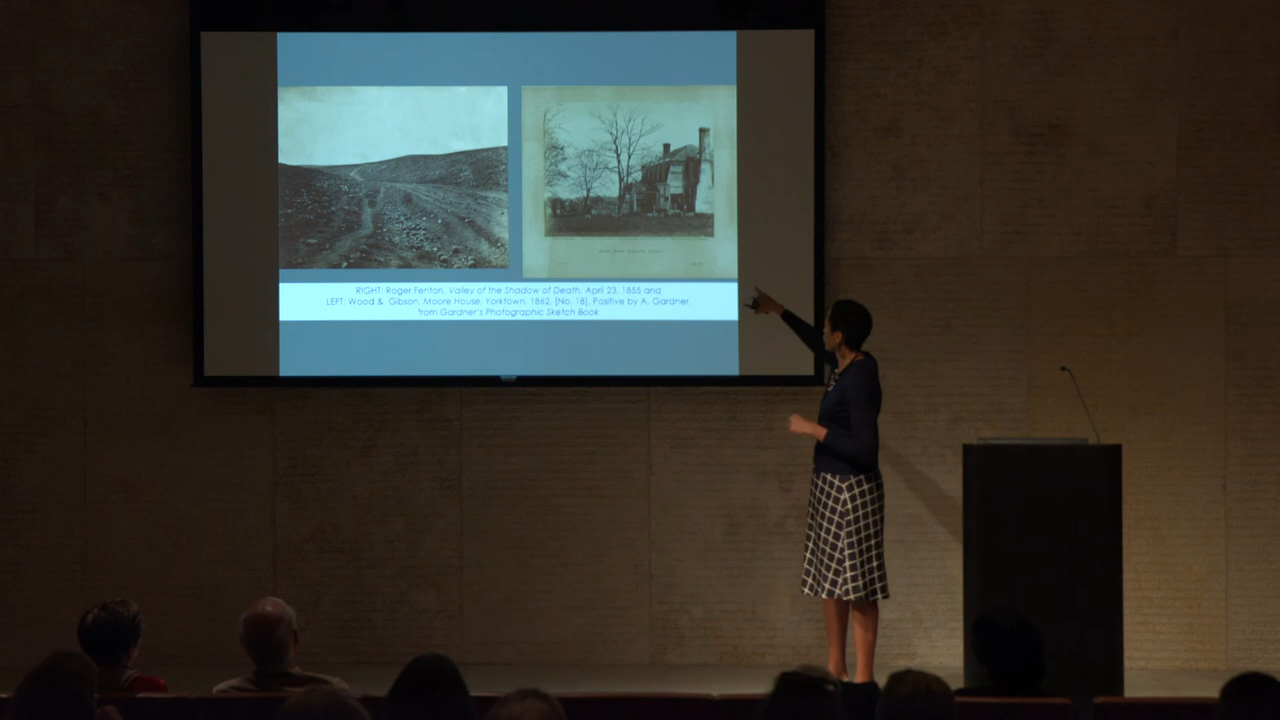 RIGHT: Roger Fenton, Valley of the Shadow of Death, April 23, 1855 and
LEFT: Wood & Gibson, Moore House, Yorktown, 1862, [No. 18]. Positive by A. Gardner.
from Gardner's Photographic Sketch Book